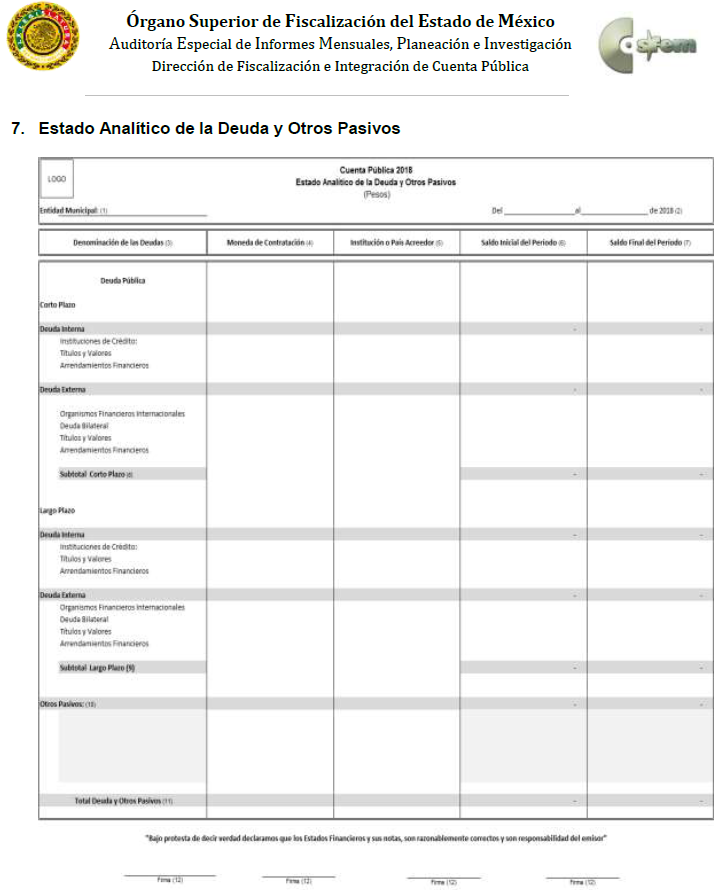 Órgano Superior de Fiscalización del Estado de México
Auditoría Especial de Informes Mensuales, Planeación e Investigación
Dirección de Fiscalización e Integración de Cuenta Pública
osfem
7. Estado Analítico de la Deuda y Otros Pasivos
LOGO
Cuenta Pública 2018
Estado Analítico de la Deuda y Otros Pasivos
(Pesos)
Entidad Municipal: (1)
Del ____________al____________ de 2018 (2)
Denominación de las Deudas (3) Moneda de Contratación (4) Institución o País Acreedor (5) Saldo Inicial del Periodo (6) Saldo Final del Periodo (7)
Deuda Pública
Corto Plazo
Deuda Interna - -
Instituciones de Crédito:
Títulos y Valores
Arrendamientos Financieros
Deuda Externa - -
Organismos Financieros Internacionales
Deuda Bilateral
Títulos y Valores
Arrendamientos Financieros
Subtotal Corto Plazo (8) - -
Largo Plazo
Deuda Interna - -
Instituciones de Crédito:
Títulos y Valores
Arrendamientos Financieros
Deuda Externa - -
Organismos Financieros Internacionales
Deuda Bilateral
Títulos y Valores
Arrendamientos Financieros
Subtotal Largo Plazo (9) - -
Otros Pasivos: (10) - -
Total Deuda y Otros Pasivos (11) - -
"Bajo protesta de decir verdad declaramos que los Estados Financieros y sus notas, son razonablemente correctos y son responsabilidad del emisor"
Firma (12) Firma (12) Firma (12) Firma (12)